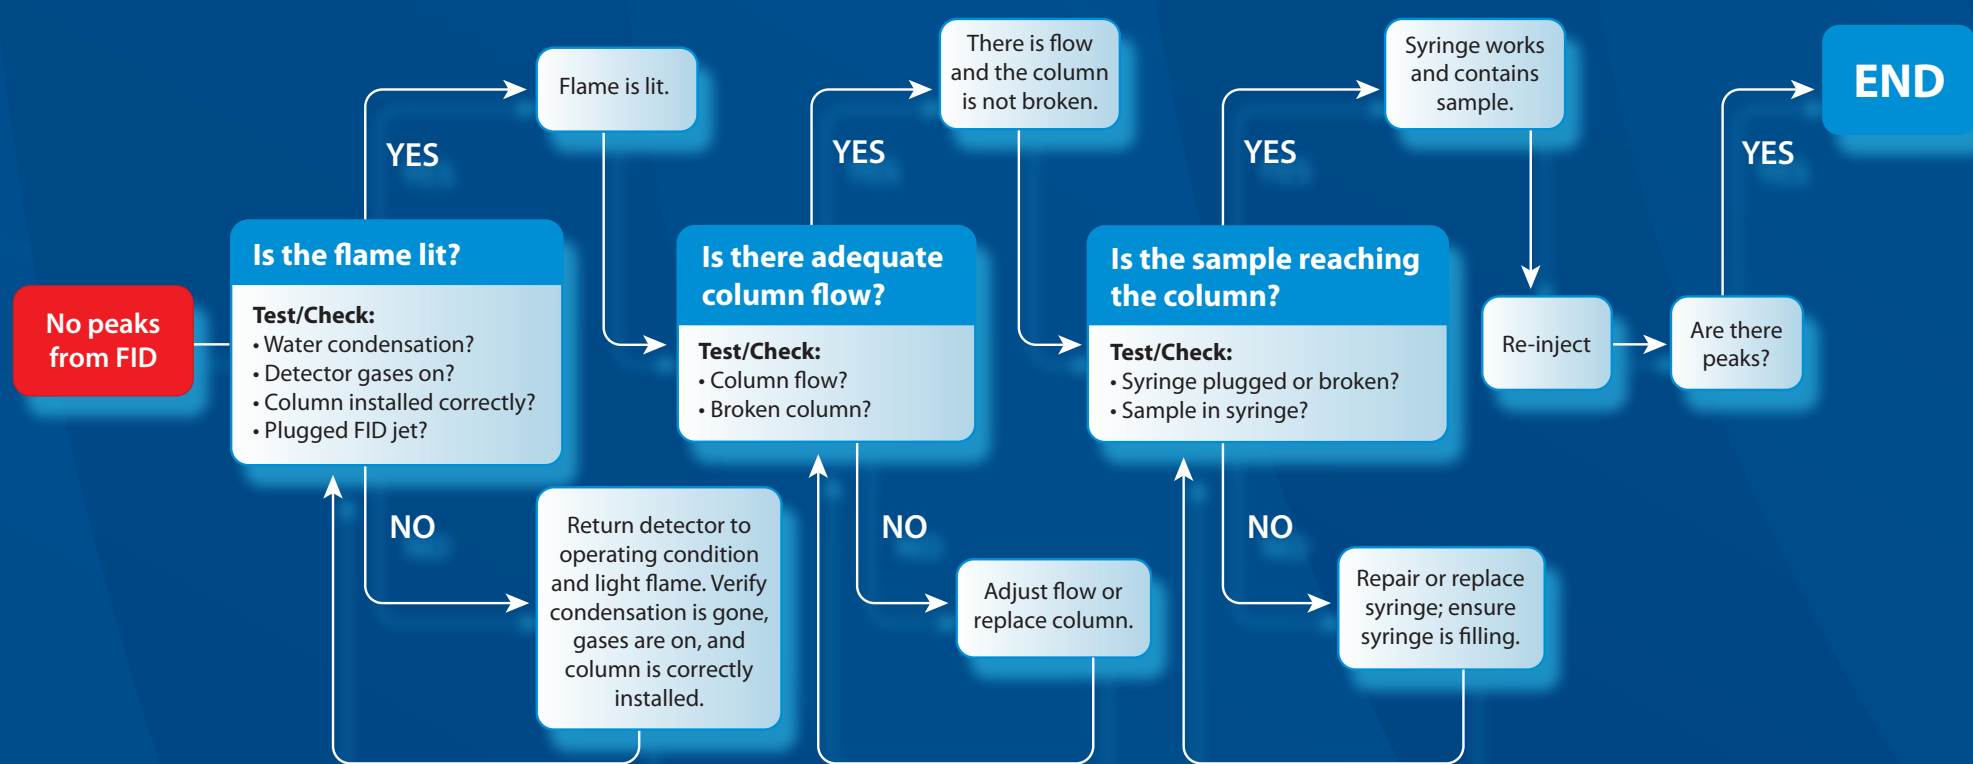 No peaks
from FID
Is the flame lit?
Test/Check:
• Water condensation?
• Detector gases on?
• Column installed correctly?
• Plugged FID jet?
YES
Flame is lit.
NO
Return detector to
operating condition
and light flame. Verify
condensation is gone,
gases are on, and
column is correctly
installed.
Is there adequate
column flow?
Test/Check:
• Column flow?
• Broken column?
YES
There is flow
and the column
is not broken.
NO
Adjust flow or
replace column.
Is the sample reaching
the column?
Test/Check:
• Syringe plugged or broken?
• Sample in syringe?
YES
Syringe works
and contains
sample.
NO
Repair or replace
syringe; ensure
syringe is filling.
Re-inject
Are there
peaks?
YES
END